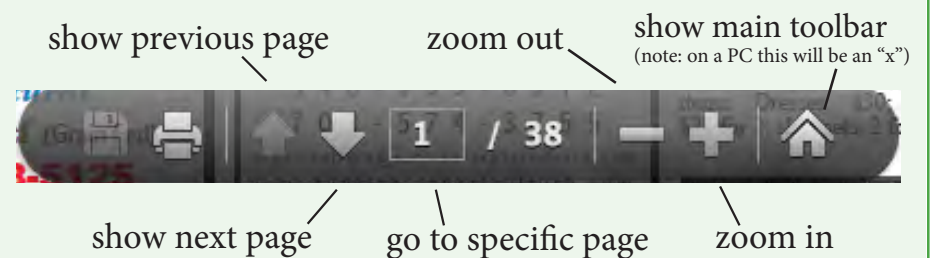 show previous page
zoom out
show main toolbar
(note: on a PC this will be an “x”)
1 / 38
show next page
go to specific page
zoom in